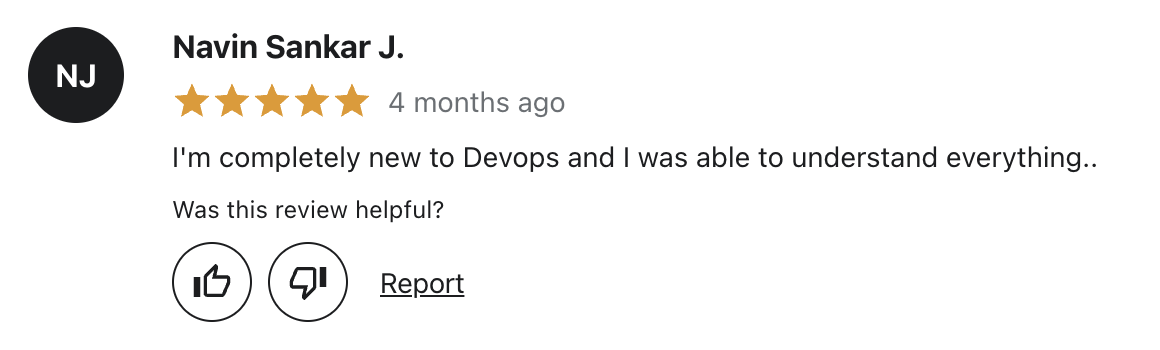 NJ
Navin Sankar J.
4 months ago
I'm completely new to Devops and I was able to understand everything..
Was this review helpful?
Report